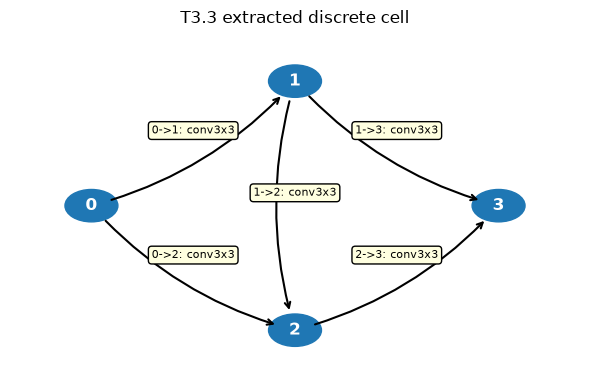 T3.3 extracted discrete cell
1
0->1: conv3x3
1->3: conv3x3
1->2: conv3x3
0
3
0->2: conv3x3
2->3: conv3x3
2